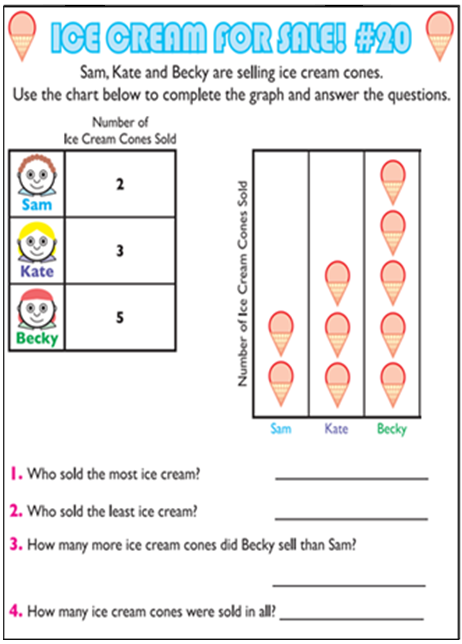 ICE CREAM FOR SALE! #20
Sam, Kate and Becky are selling ice cream cones.
Use the chart below to complete the graph and answer the questions.
Number of
Ice Cream Cones Sold
Sam
2
Kate
3
Becky
5
Number of Ice Cream Cones Sold
Sam
Kate
Becky
1. Who sold the most ice cream?
2. Who sold the least ice cream?
3. How many more ice cream cones did Becky sell than Sam?
4. How many ice cream cones were sold in all?